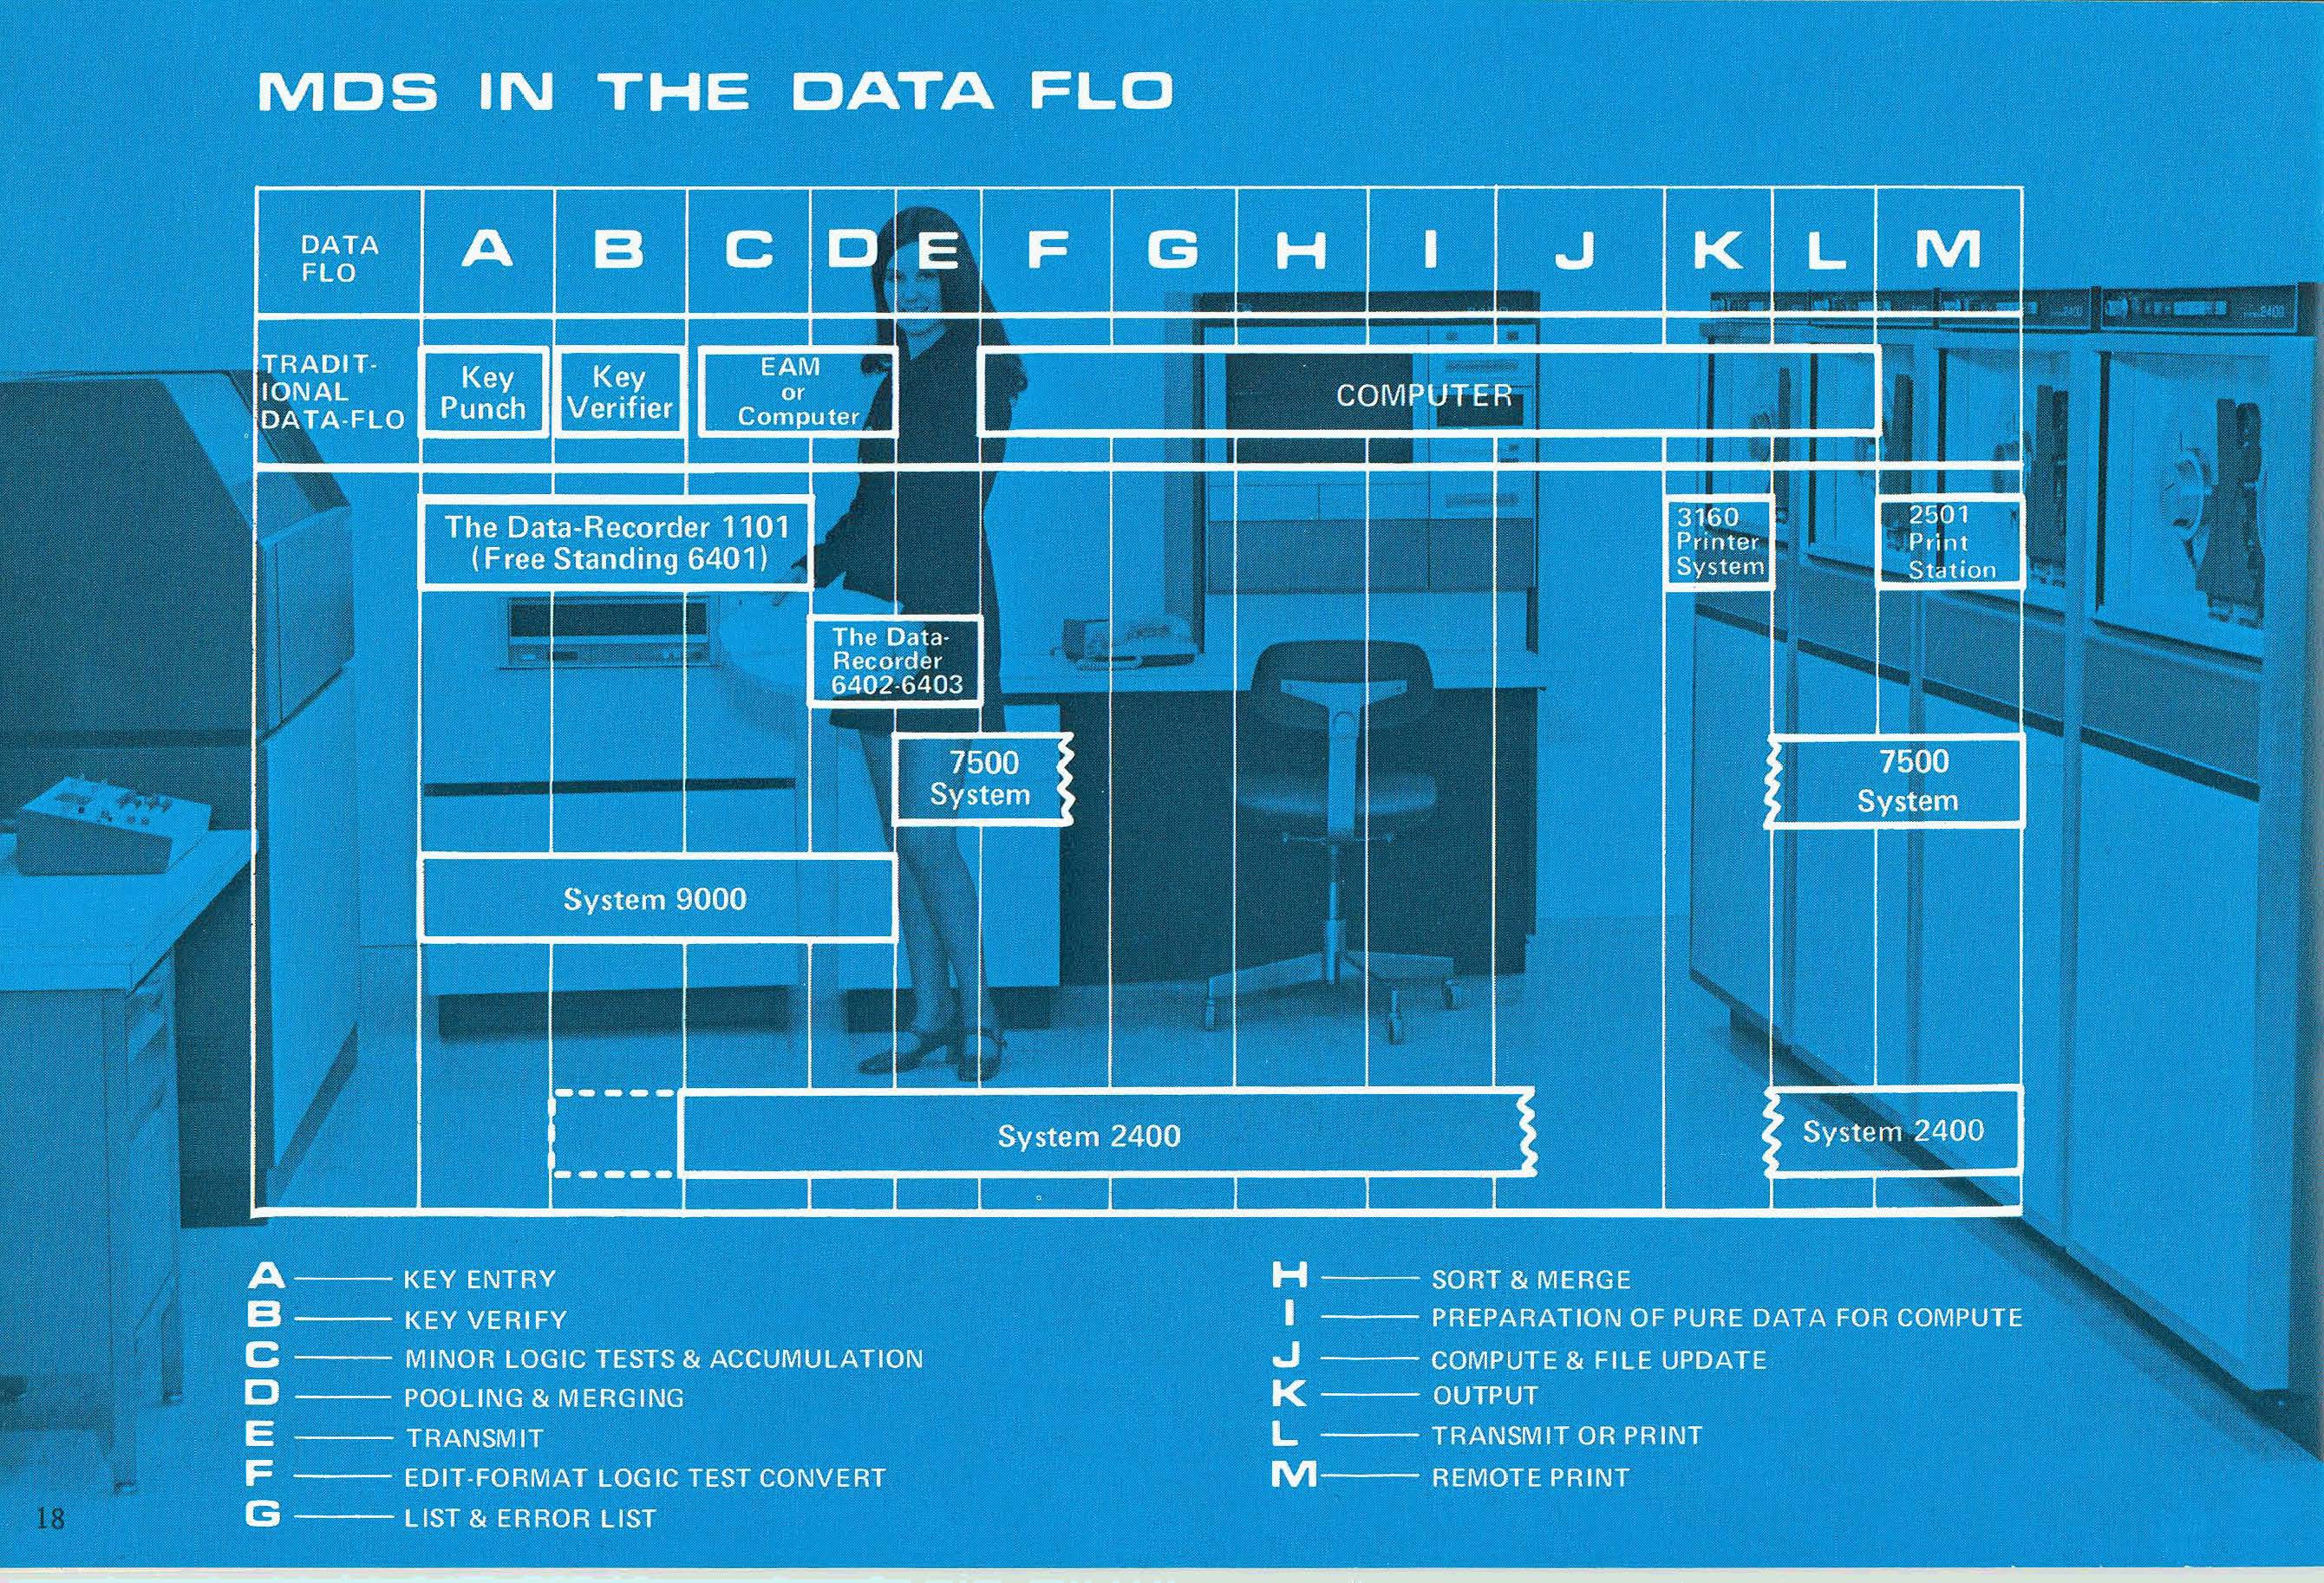 MDS IN THE DATA FLO
DATA
FLO
A B C D E F G H I J K L M
TRADIT-
IONAL
DATA-FLO
Key
Punch
Key
Verifier
EAM
or
Computer
COMPUTER
The Data-Recorder 1101
(Free Standing 6401)
3160
Printer
System
2501
Print
Station
The Data-
Recorder
6402-6403
7500
System
7500
System
System 9000
System 2400
System 2400
A KEY ENTRY
B KEY VERIFY
C MINOR LOGIC TESTS & ACCUMULATION
D POOLING & MERGING
E TRANSMIT
F EDIT-FORMAT LOGIC TEST CONVERT
G LIST & ERROR LIST
H SORT & MERGE
I PREPARATION OF PURE DATA FOR COMPUTE
J COMPUTE & FILE UPDATE
K OUTPUT
L TRANSMIT OR PRINT
M REMOTE PRINT
18
2400
2400